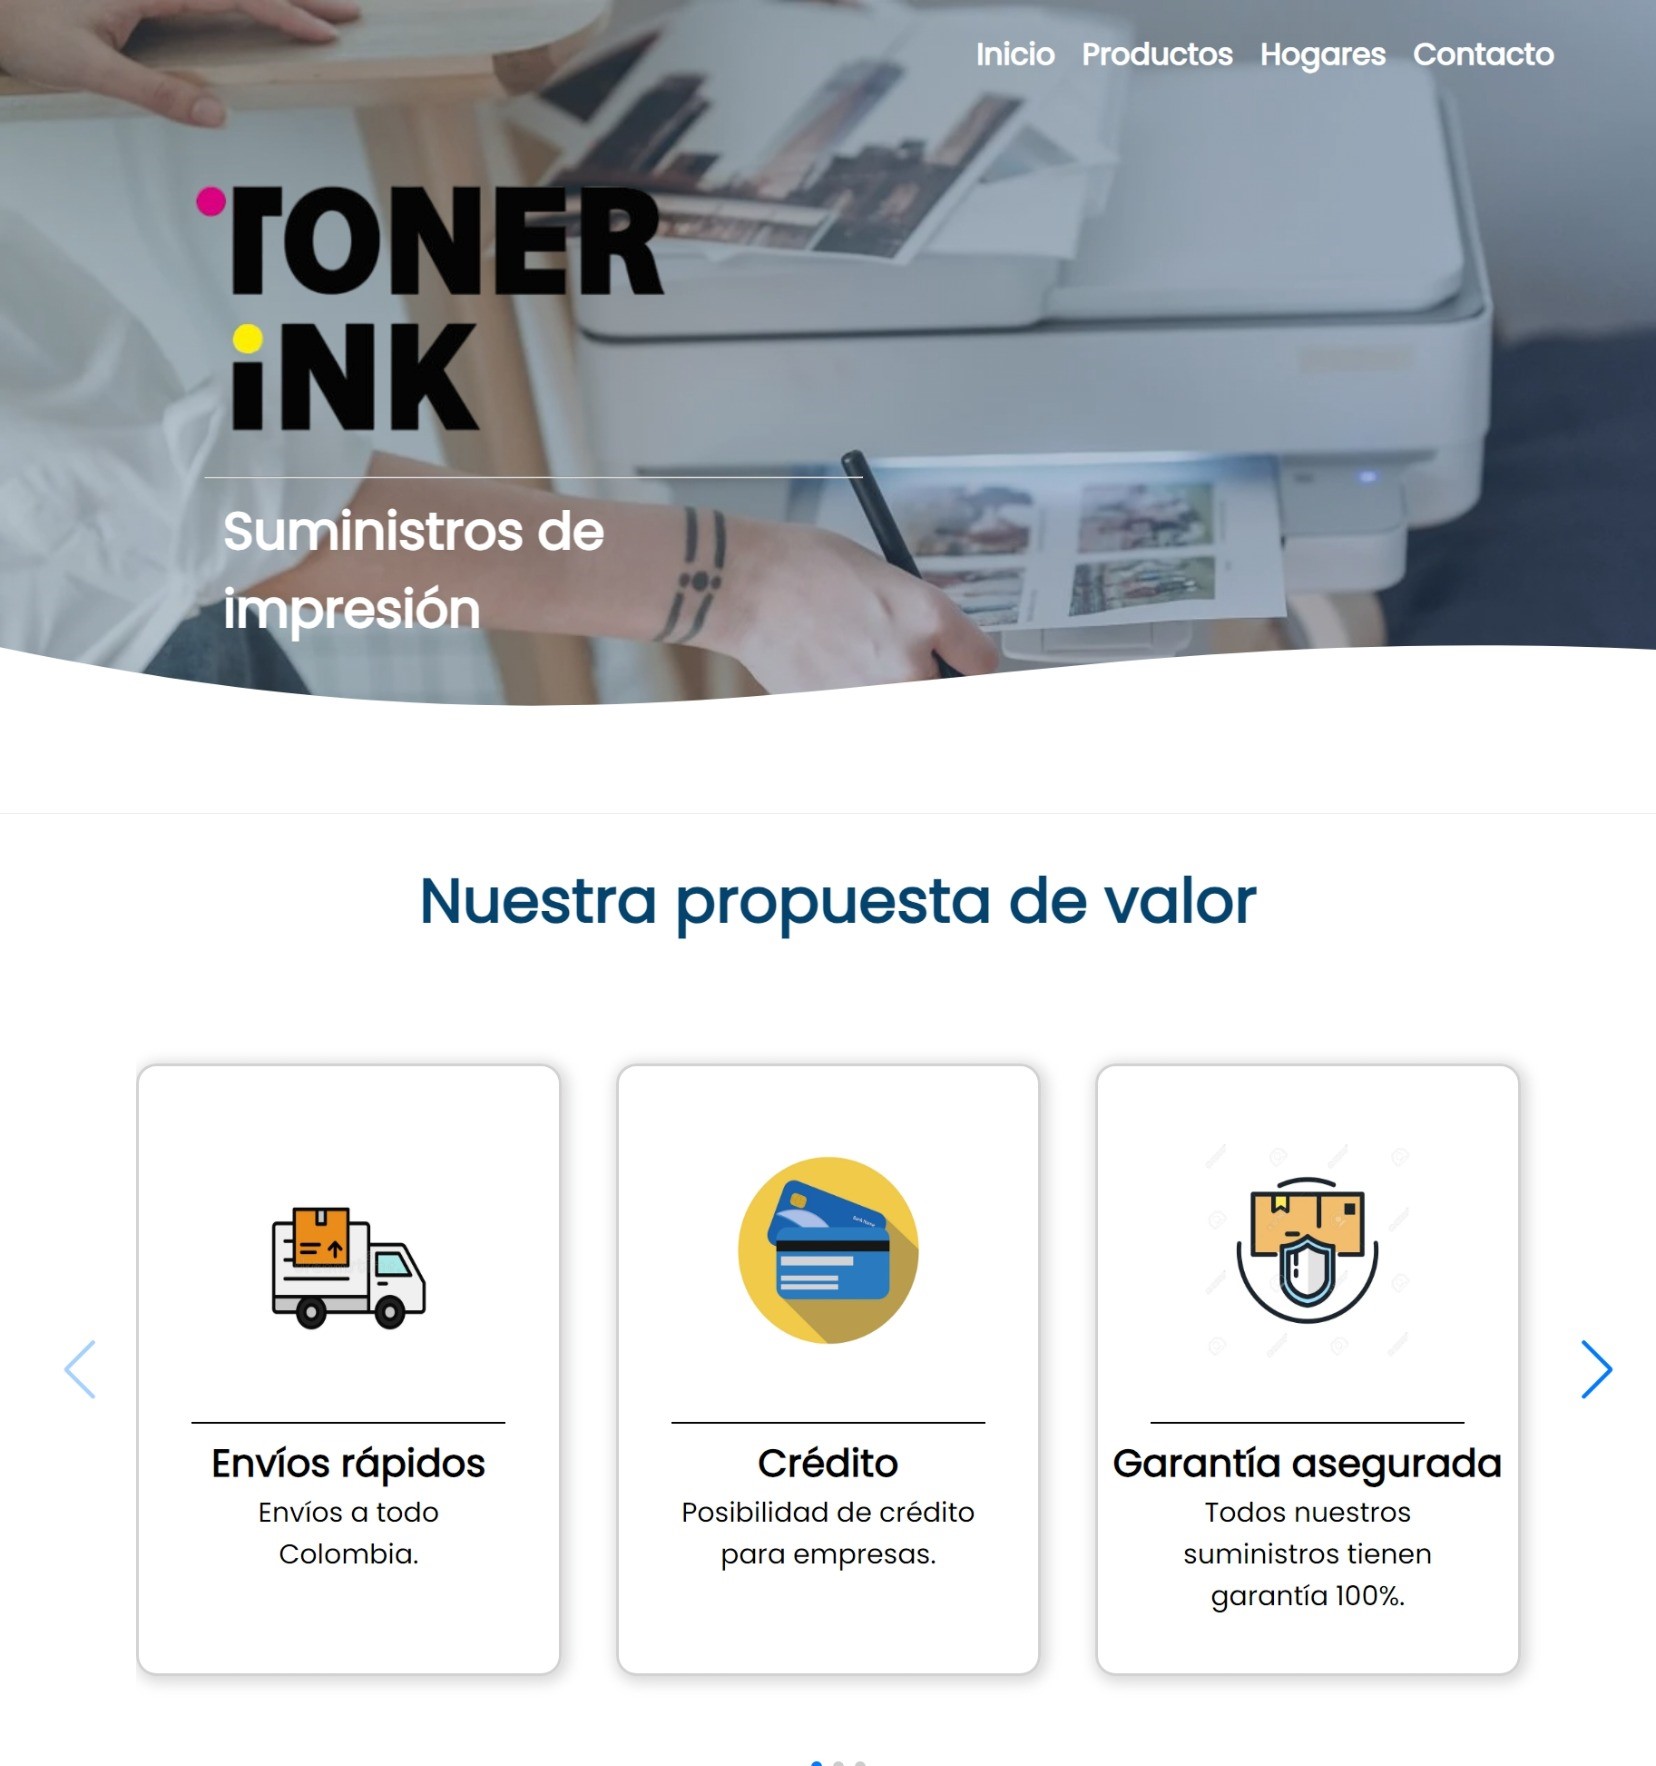 Inicio Productos Hogares Contacto
TONER
iNK
Suministros de
impresión
Nuestra propuesta de valor
Envíos rápidos
Envíos a todo
Colombia.
Crédito
Posibilidad de crédito
para empresas.
Garantía asegurada
Todos nuestros
suministros tienen
garantía 100%.